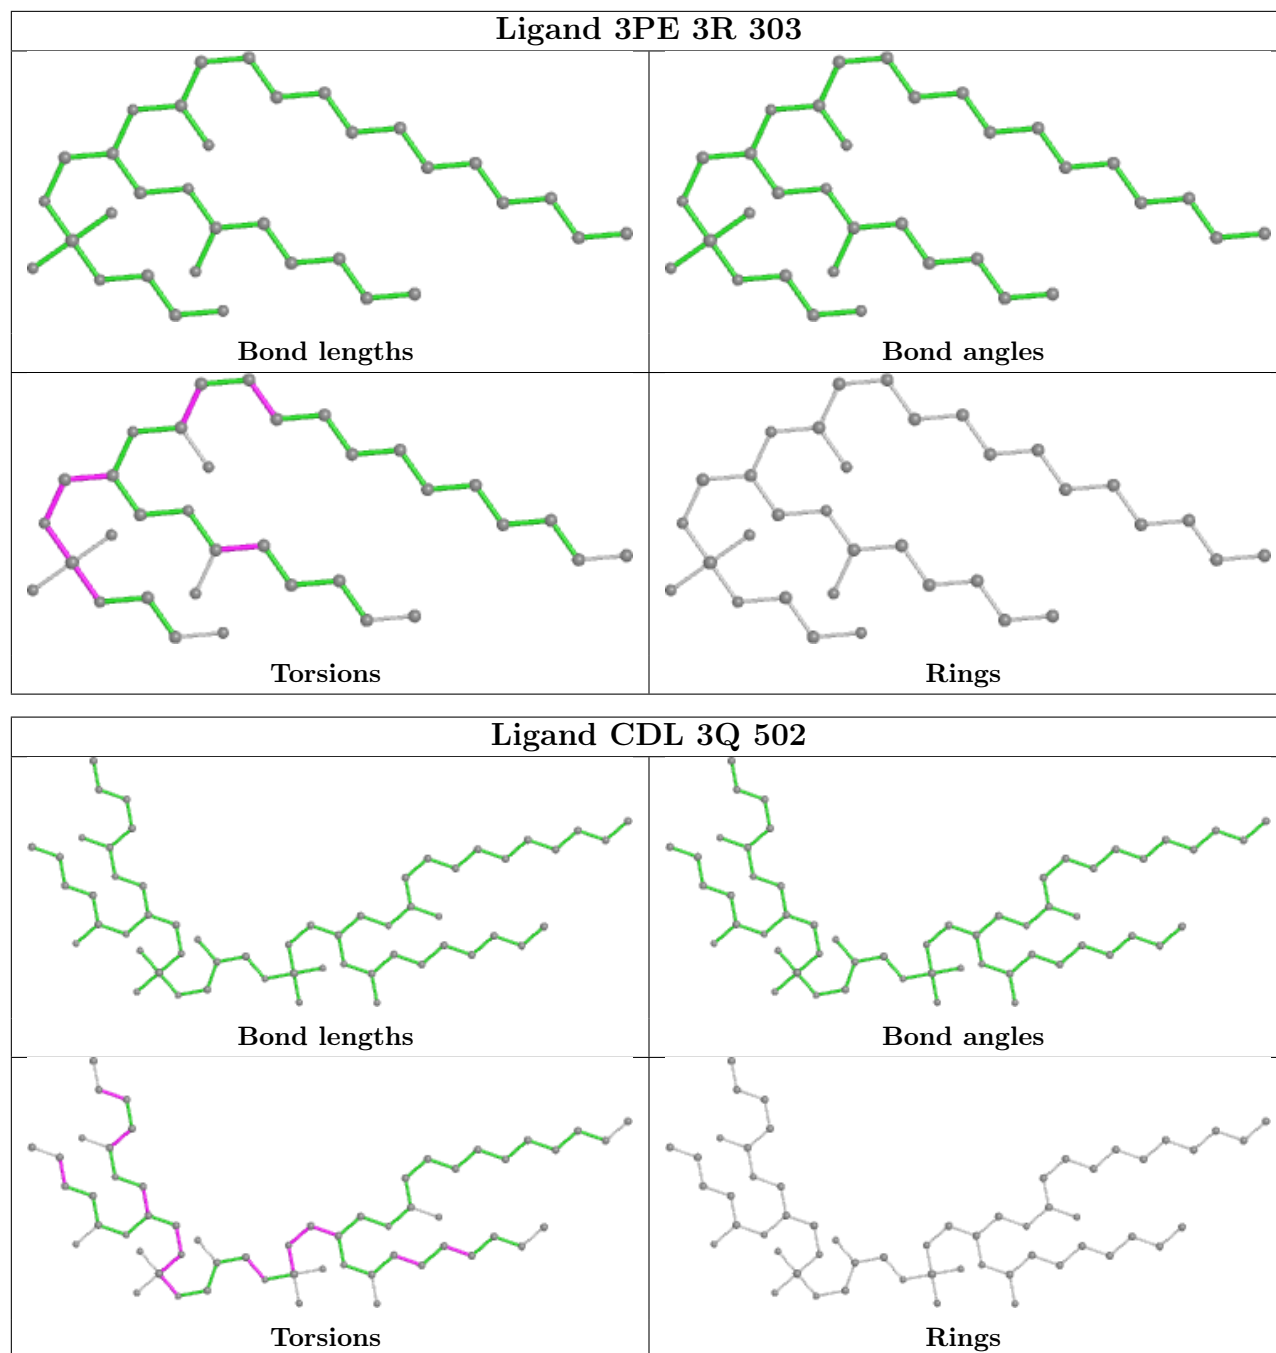 Ligand 3PE 3R 303
Bond lengths
Bond angles
Torsions
Rings
Ligand CDL 3Q 502
Bond lengths
Bond angles
Torsions
Rings